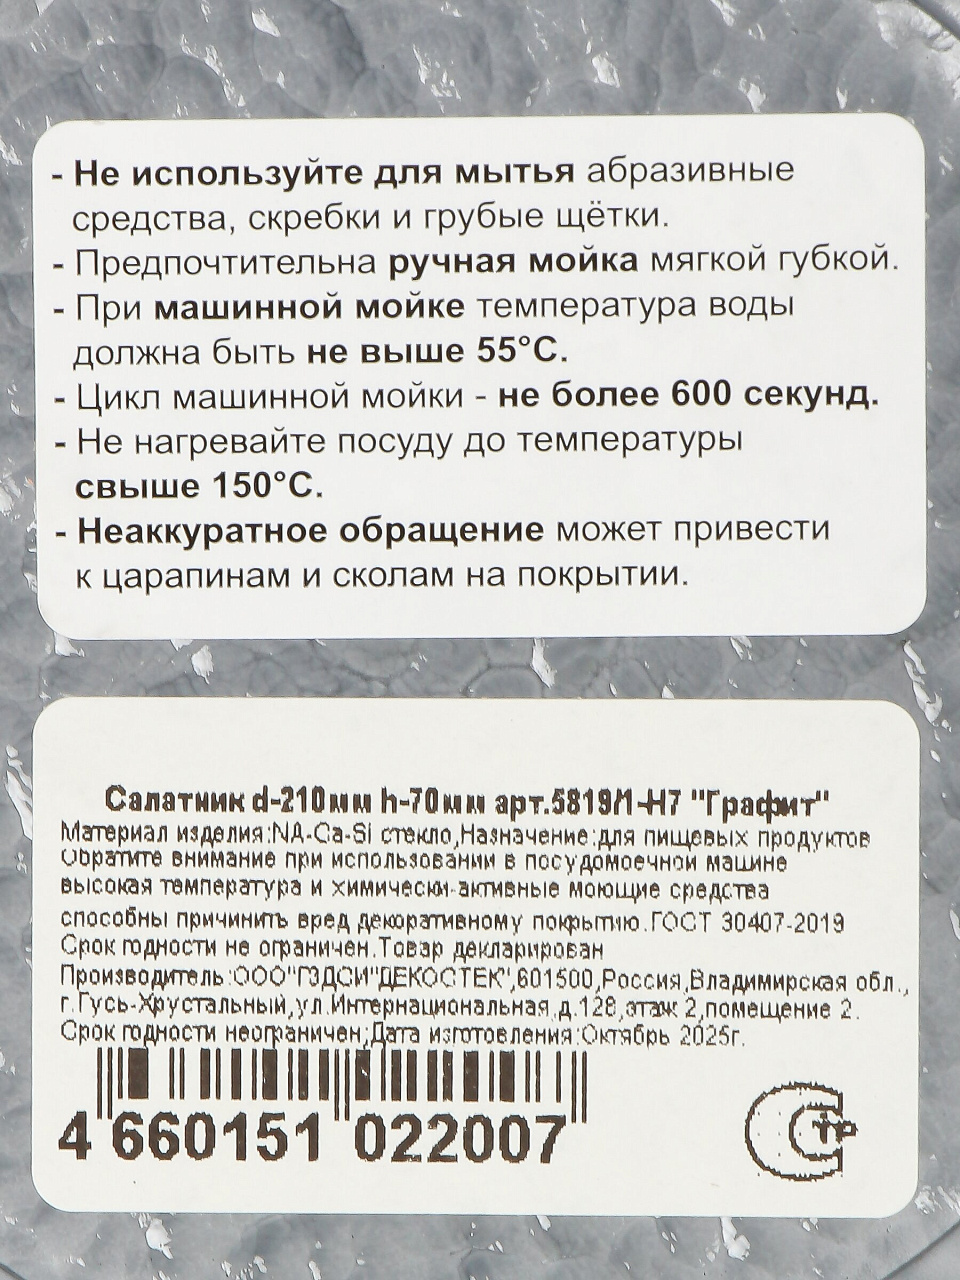 - Не используйте для мытья абразивные
средства, скребки и грубые щётки.
- Предпочтительна ручная мойка мягкой губкой.
- При машинной мойке температура воды
должна быть не выше 55°С.
- Цикл машинной мойки - не более 600 секунд.
- Не нагревайте посуду до температуры
свыше 150°С.
- Неаккуратное обращение может привести
к царапинам и сколам на покрытии.
Салатник d-210мм h-70мм арт.5819/1-Н7 "Графит"
Материал изделия:NA-Ca-Si стекло,Назначение:для пищевых продуктов
Обратите внимание при использовании в посудомоечной машине
высокая температура и химически-активные моющие средства
способны причинить вред декоративному покрытию.ГОСТ 30407-2019
Срок годности не ограничен.Товар декларирован
Производитель:ООО"ГЗДСИ"ДЕКОСТЕК",601500,Россия,Владимирская обл.,
г.Гусь-Хрустальный,ул.Интернациональная,д.128,этаж 2,помещение 2.
Срок годности неограничен,Дата изготовления:Октябрь 2025г.
4 660151 022007
СТР